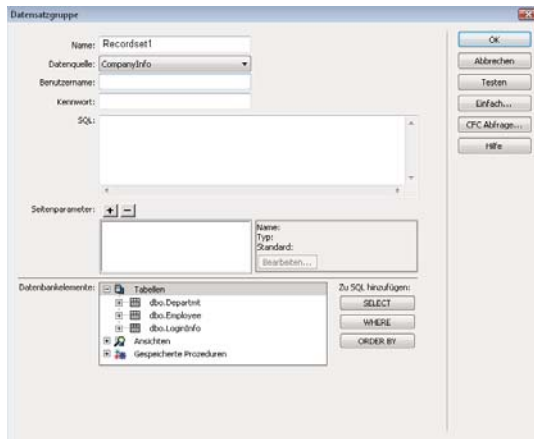 Datensatzgruppe
Name: Recordset1
Datenquelle: CompanyInfo
Benutzername:
Kennwort:
SQL:
Seitenparameter:
Name:
Typ:
Standard:
Bearbeiten...
Datenbankelemente:
Tabellen
dbo.Departmt
dbo.Employee
dbo.LoginInfo
Ansichten
Gespeicherte Prozeduren
Zu SQL hinzufügen:
SELECT
WHERE
ORDER BY
OK
Abbrechen
Testen
Einfach...
CFC Abfrage...
Hilfe